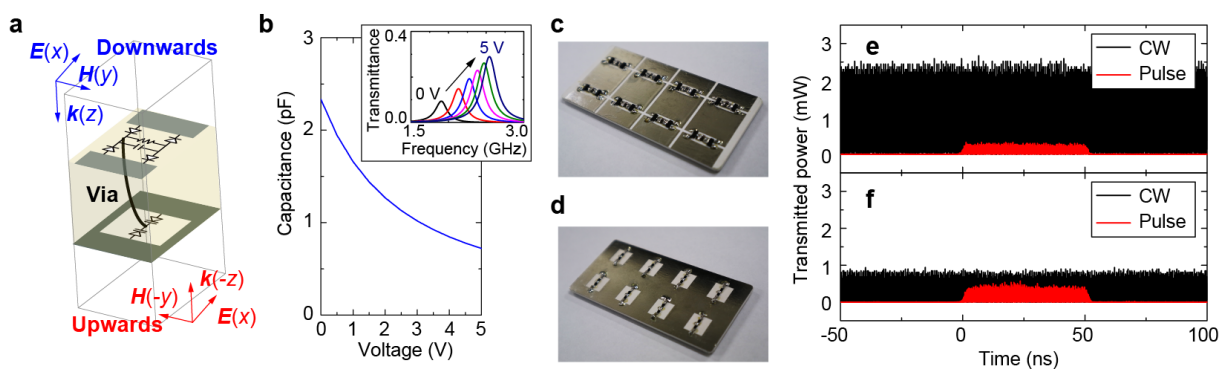 a
Downwards
E(x)
H(y)
k(z)
Via
k(-z)
H(-y)
E(x)
Upwards
b
Capacitance (pF)
3
2
1
0
0 1 2 3 4 5
Voltage (V)
Transmittance
0.4
0.0
0 V
5 V
1.5 3.0
Frequency (GHz)
c
d
Transmitted power (mW)
e
3
2
1
0
CW
Pulse
f
3
2
1
0
CW
Pulse
-50 0 50 100
Time (ns)